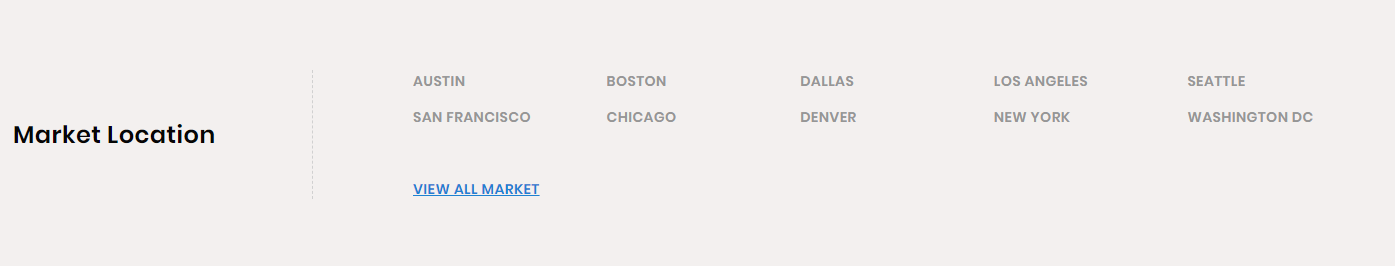 Market Location
AUSTIN BOSTON DALLAS LOS ANGELES SEATTLE
SAN FRANCISCO CHICAGO DENVER NEW YORK WASHINGTON DC
VIEW ALL MARKET